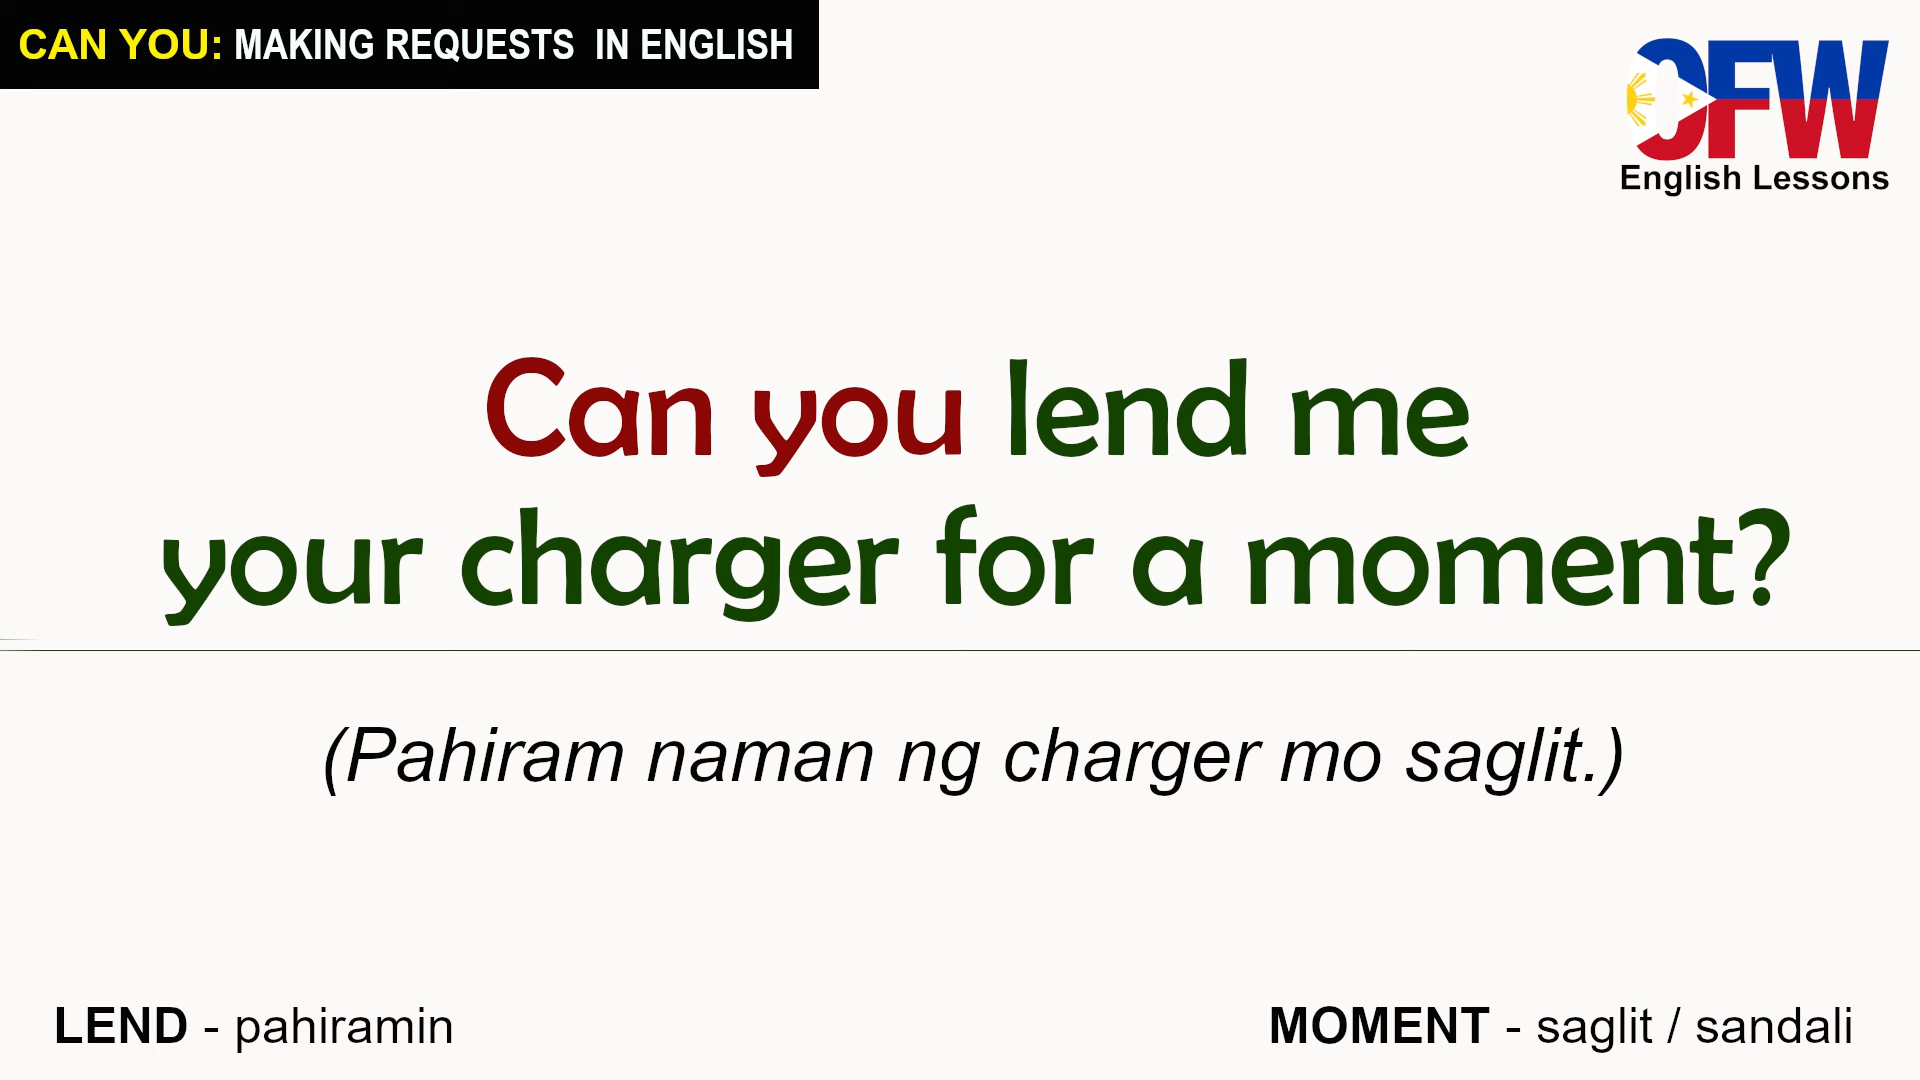 CAN YOU: MAKING REQUESTS IN ENGLISH
OFW
English Lessons
Can you lend me
your charger for a moment?
(Pahiram naman ng charger mo saglit.)
LEND - pahiramin
MOMENT - saglit / sandali